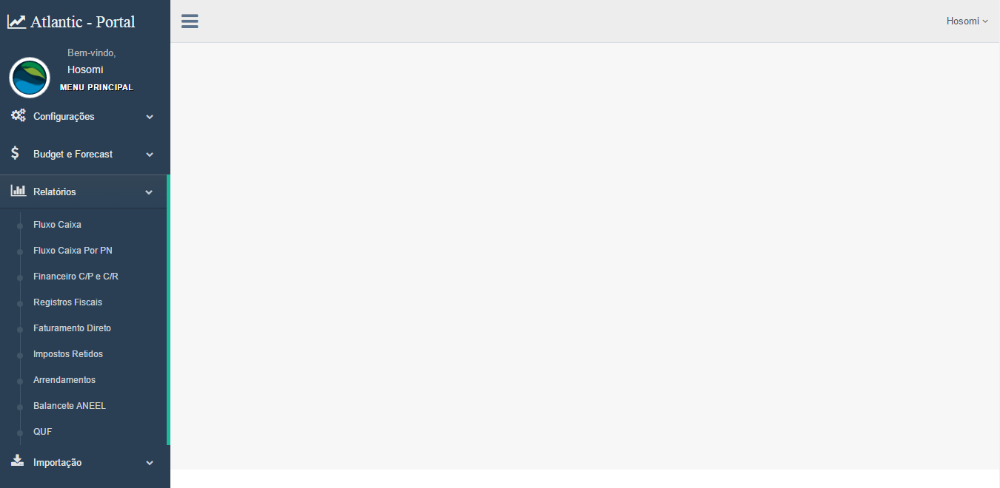 Atlantic - Portal
Hosomi
Bem-vindo,
Hosomi
MENU PRINCIPAL
Configurações
Budget e Forecast
Relatórios
Fluxo Caixa
Fluxo Caixa Por PN
Financeiro C/P e C/R
Registros Fiscais
Faturamento Direto
Impostos Retidos
Arrendamentos
Balancete ANEEL
QUF
Importação